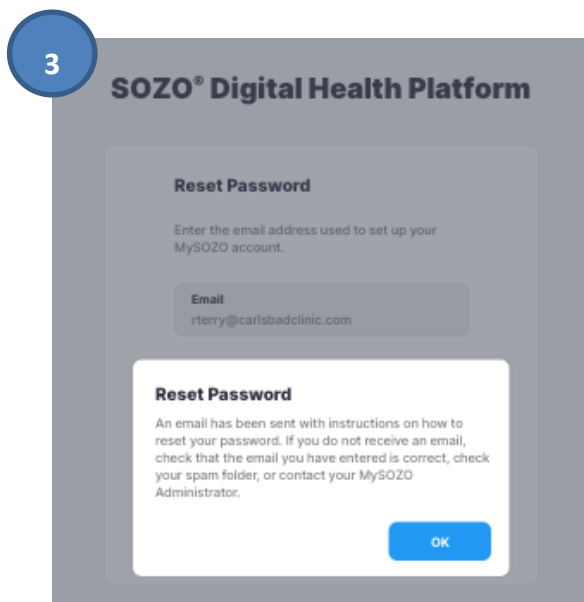 3
SOZO® Digital Health Platform
Reset Password
Enter the email address used to set up your
MySOZO account.
Email
rterry@carlsbadclinic.com
Reset Password
An email has been sent with instructions on how to
reset your password. If you do not receive an email,
check that the email you have entered is correct, check
your spam folder, or contact your MySOZO
Administrator.
OK